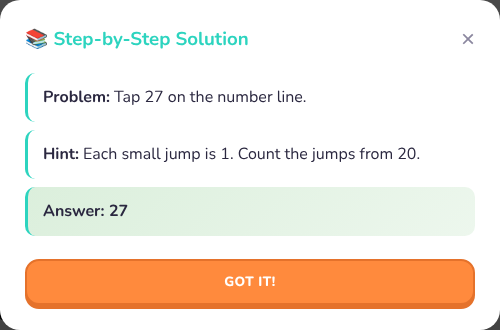 📚 Step-by-Step Solution ×
Problem: Tap 27 on the number line.
Hint: Each small jump is 1. Count the jumps from 20.
Answer: 27
GOT IT!